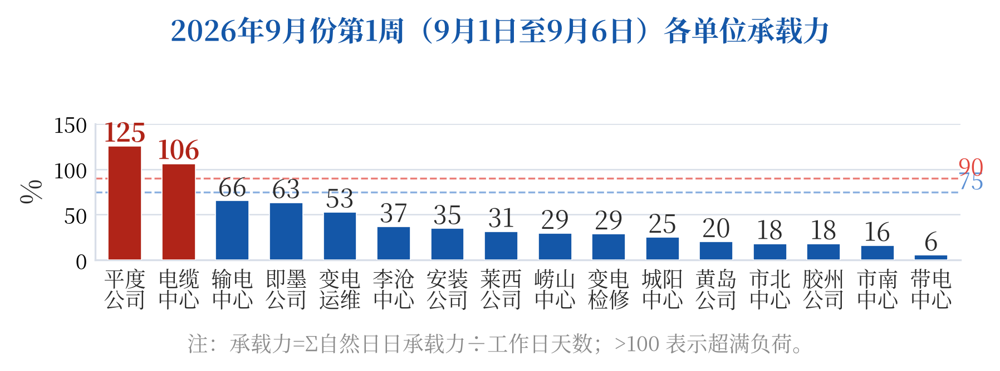 2026年9月份第1周（9月1日至9月6日）各单位承载力
%
150
100
50
0
125
106
66
63
53
37
35
31
29
29
25
20
18
18
16
6
90
75
平度公司
电缆中心
输电中心
即墨公司
变电运维
李沧中心
安装公司
莱西公司
崂山中心
变电检修
城阳中心
黄岛公司
市北中心
胶州公司
市南中心
带电中心
注：承载力=Σ自然日日承载力÷工作日天数；>100 表示超满负荷。